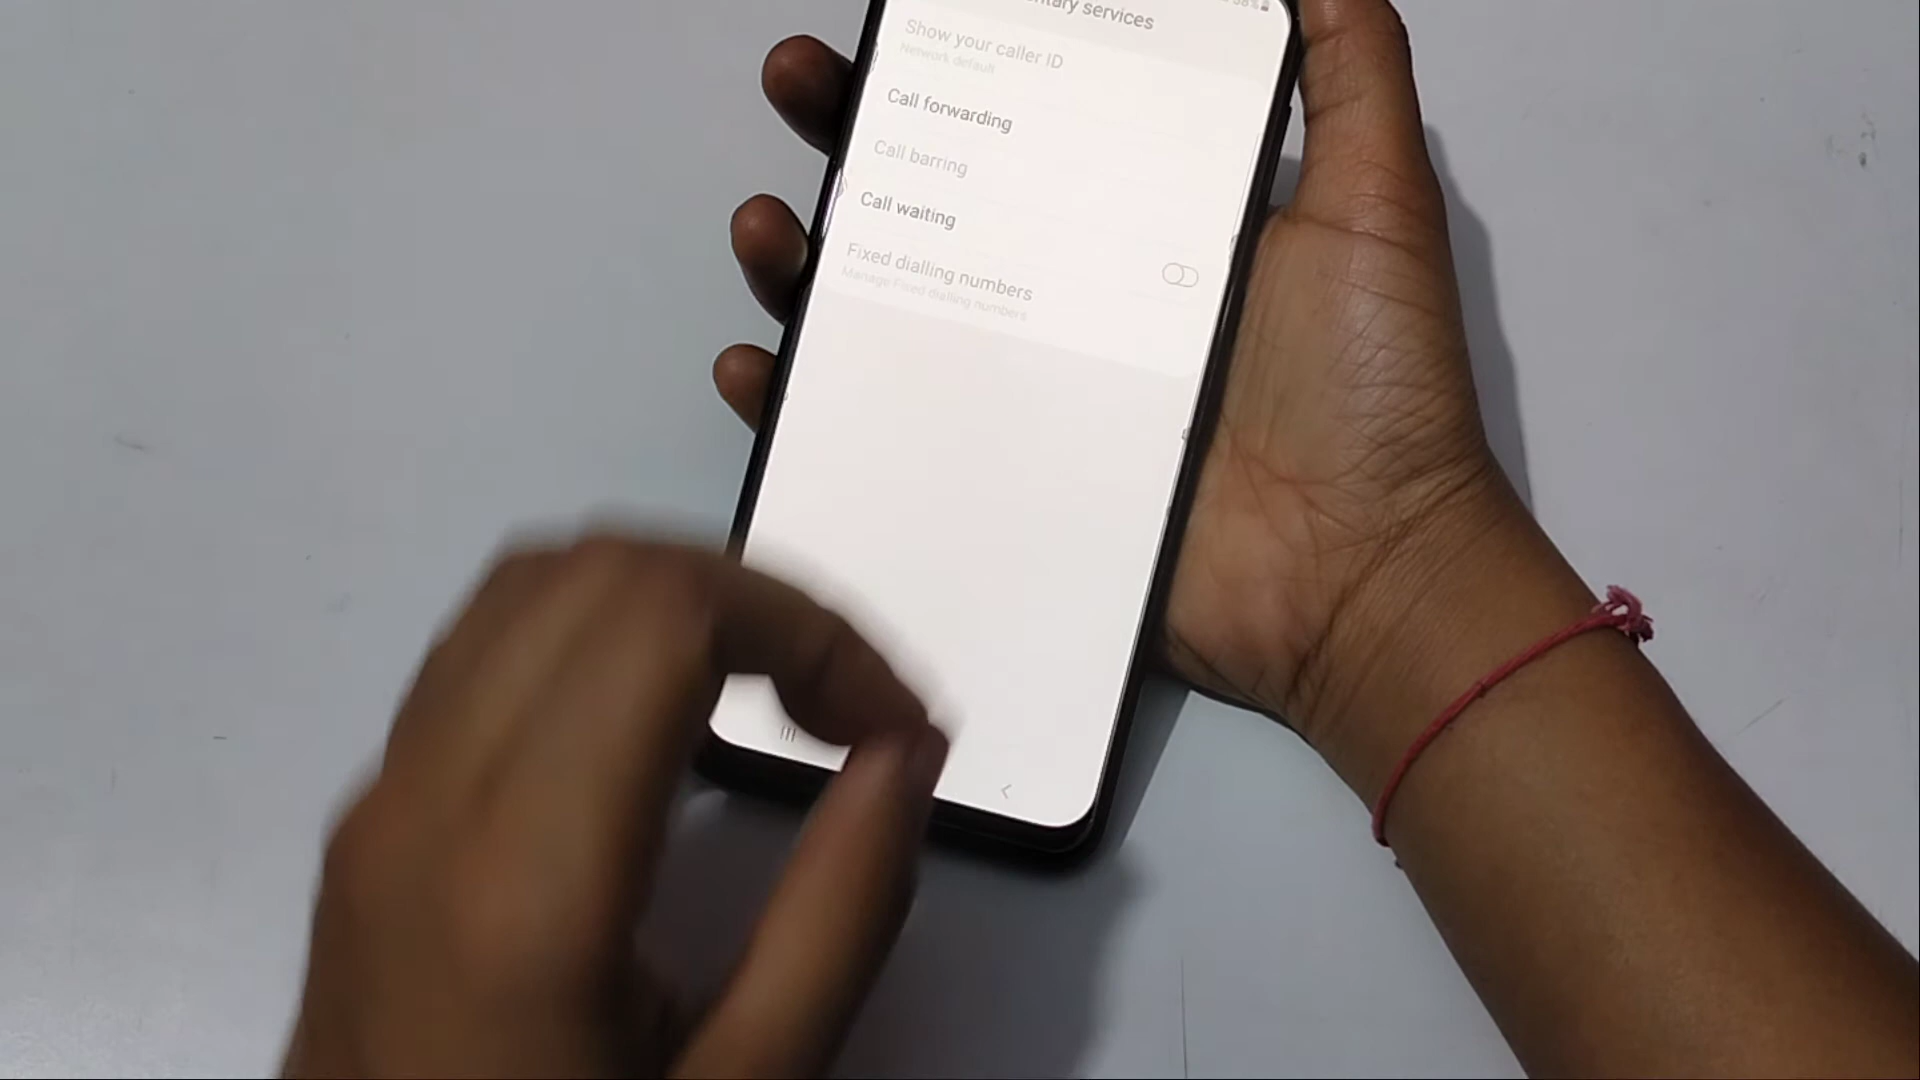 services
Show your caller ID
Network default
Call forwarding
Call barring
Call waiting
Fixed dialling numbers
Manage Fixed dialling numbers